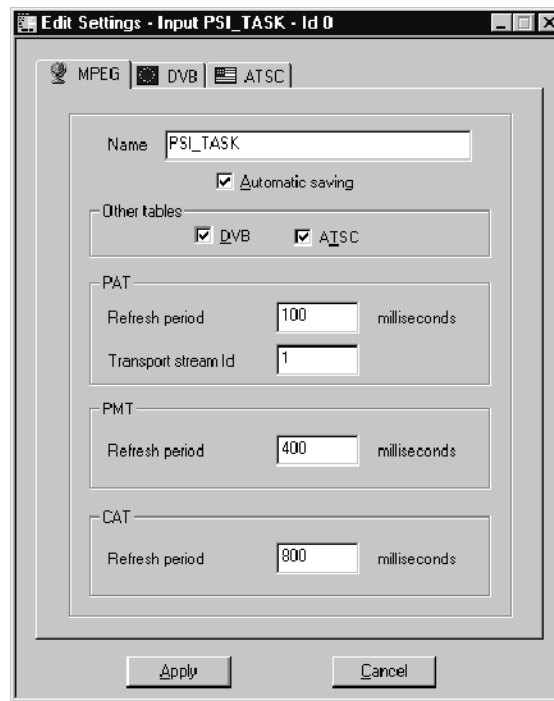 Edit Settings - Input PSI_TASK - Id 0
MPEG DVB ATSC
Name PSI_TASK
Automatic saving
Other tables
DVB ATSC
PAT
Refresh period 100 milliseconds
Transport stream Id 1
PMT
Refresh period 400 milliseconds
CAT
Refresh period 800 milliseconds
Apply Cancel